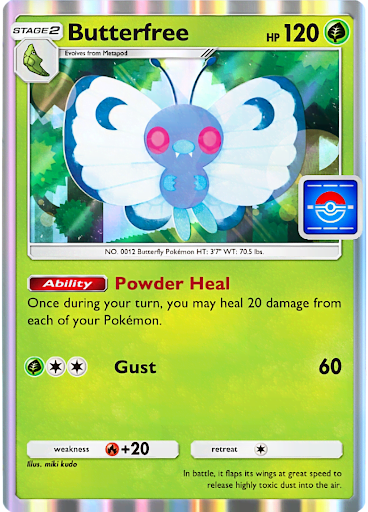 STAGE 2 Butterfree HP 120
Evolves from Metapod
NO. 0012 Butterfly Pokémon HT: 3'7" WT: 70.5 lbs.
Ability Powder Heal
Once during your turn, you may heal 20 damage from
each of your Pokémon.
Gust 60
weakness +20 retreat
Illus. miki kudo
In battle, it flaps its wings at great speed to
release highly toxic dust into the air.